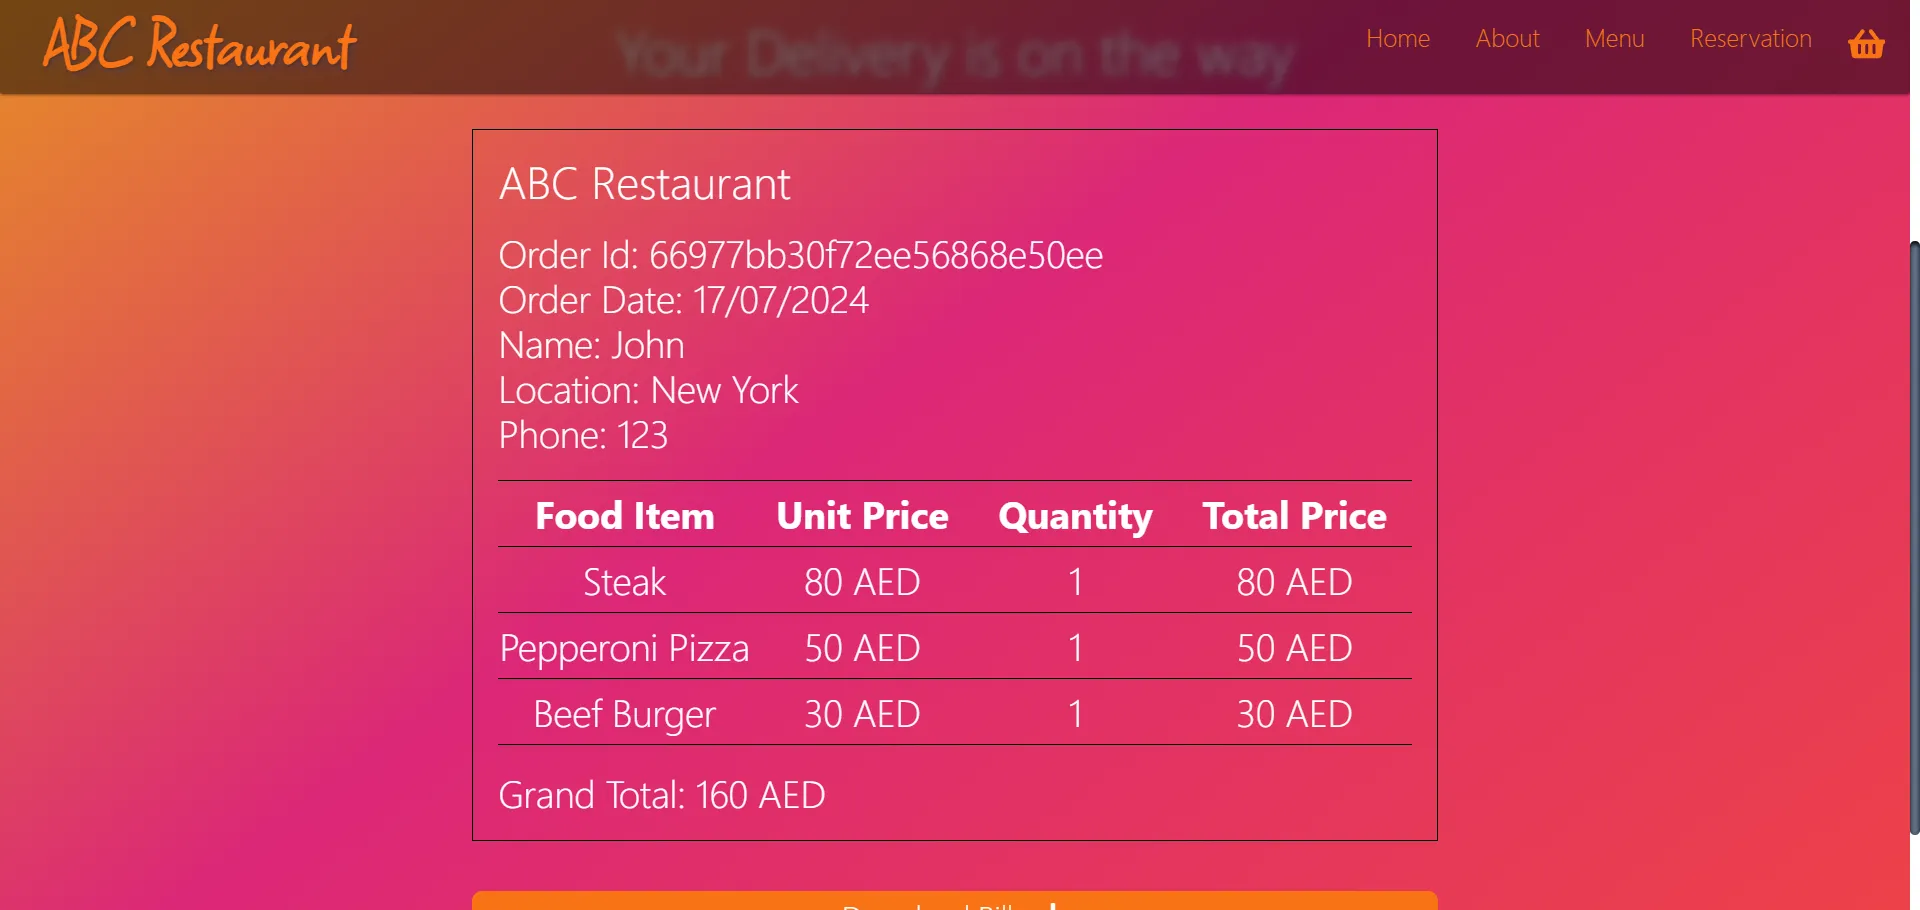 ABC Restaurant
Your Delivery is on the way
Home About Menu Reservation
ABC Restaurant
Order Id: 66977bb30f72ee56868e50ee
Order Date: 17/07/2024
Name: John
Location: New York
Phone: 123
Food Item Unit Price Quantity Total Price
Steak 80 AED 1 80 AED
Pepperoni Pizza 50 AED 1 50 AED
Beef Burger 30 AED 1 30 AED
Grand Total: 160 AED